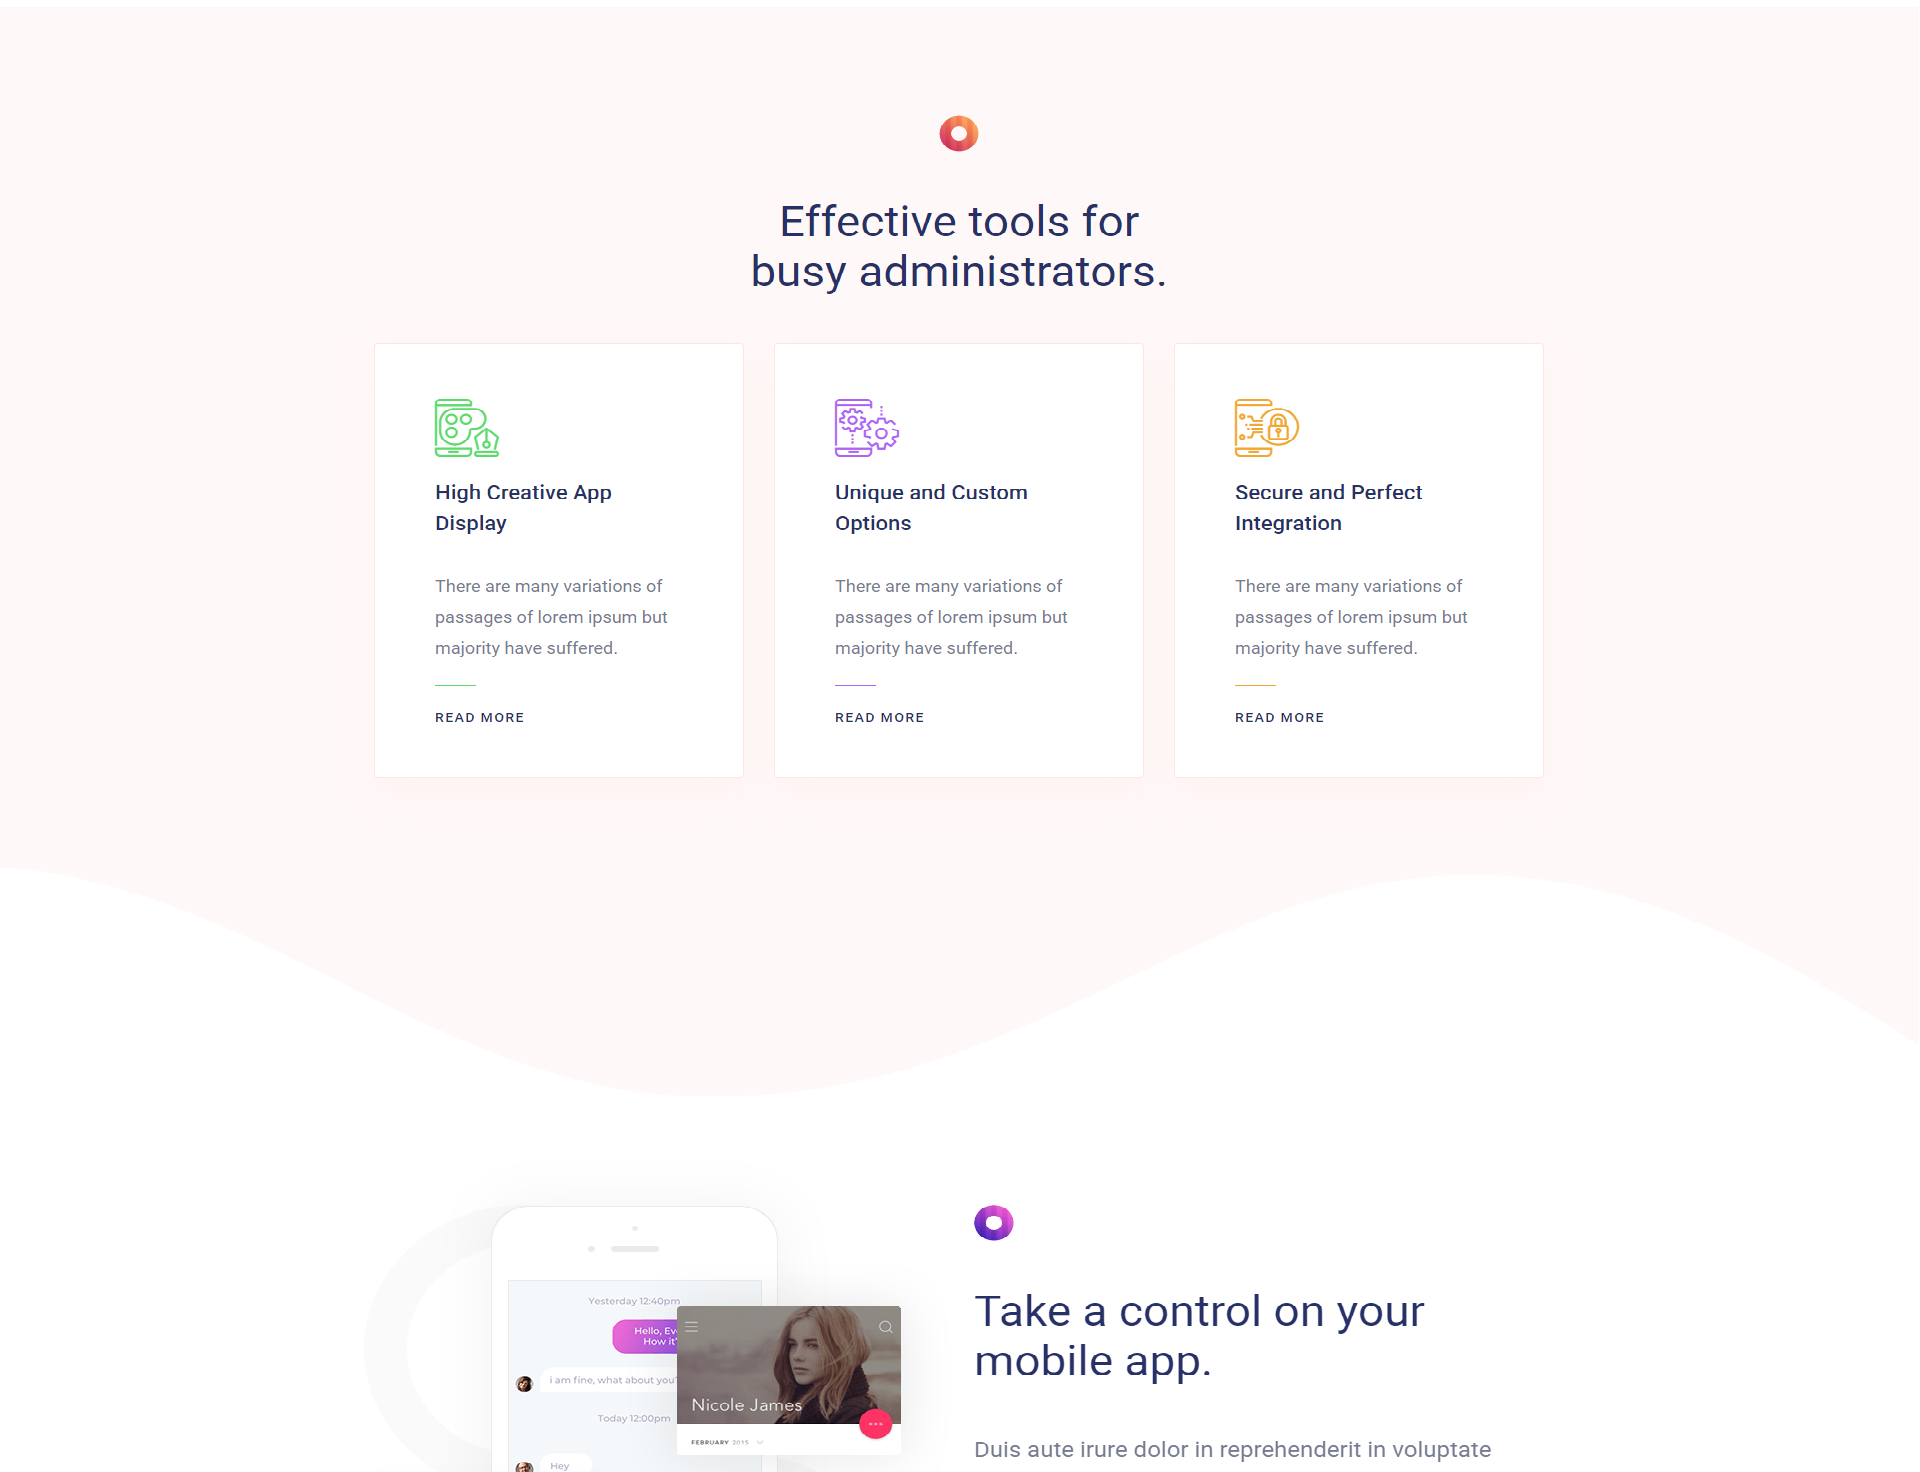 Effective tools for
busy administrators.
High Creative App
Display
There are many variations of
passages of lorem ipsum but
majority have suffered.
READ MORE
Unique and Custom
Options
There are many variations of
passages of lorem ipsum but
majority have suffered.
READ MORE
Secure and Perfect
Integration
There are many variations of
passages of lorem ipsum but
majority have suffered.
READ MORE
Yesterday 12:40pm
Hello,
How it'
i am fine, what about you?
Today 12:00pm
Hey
Nicole James
FEBRUARY 2015
Take a control on your
mobile app.
Duis aute irure dolor in reprehenderit in voluptate